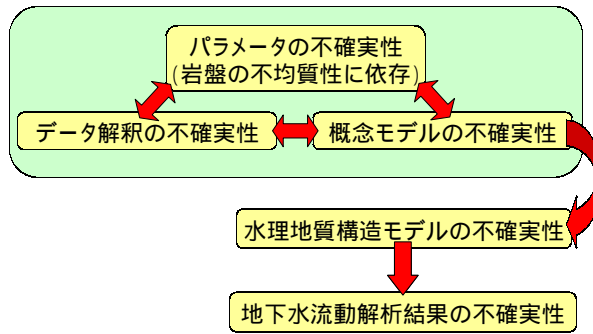 パラメータの不確実性
(岩盤の不均質性に依存)
データ解釈の不確実性
概念モデルの不確実性
水理地質構造モデルの不確実性
地下水流動解析結果の不確実性